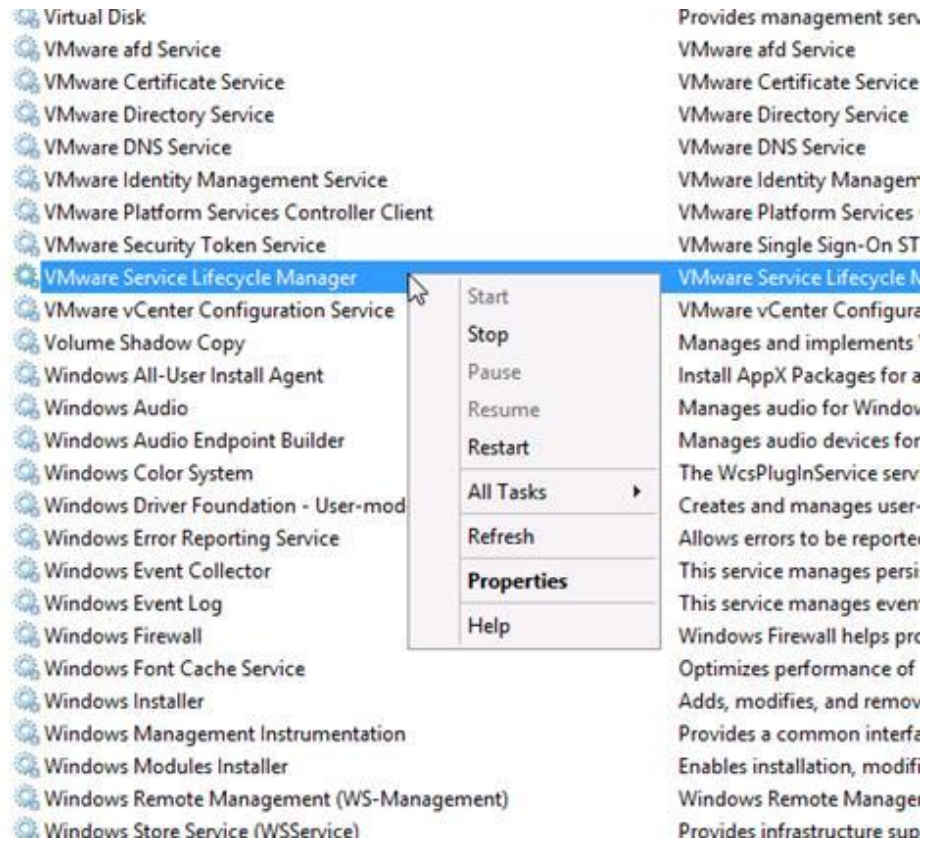 Virtual Disk Provides management serv
VMware afd Service VMware afd Service
VMware Certificate Service VMware Certificate Service
VMware Directory Service VMware Directory Service
VMware DNS Service VMware DNS Service
VMware Identity Management Service VMware Identity Managem
VMware Platform Services Controller Client VMware Platform Services
VMware Security Token Service VMware Single Sign-On ST
VMware Service Lifecycle Manager VMware Service Lifecycle M
VMware vCenter Configuration Service Start VMware vCenter Configura
Volume Shadow Copy Stop Manages and implements
Windows All-User Install Agent Pause Install AppX Packages for a
Windows Audio Resume Manages audio for Window
Windows Audio Endpoint Builder Restart Manages audio devices for
Windows Color System The WcsPlugInService serv
Windows Driver Foundation - User-mod All Tasks Creates and manages user-
Windows Error Reporting Service Refresh Allows errors to be reporte
Windows Event Collector Properties This service manages persi
Windows Event Log This service manages even
Windows Firewall Help Windows Firewall helps pro
Windows Font Cache Service Optimizes performance of
Windows Installer Adds, modifies, and remov
Windows Management Instrumentation Provides a common interfa
Windows Modules Installer Enables installation, modifi
Windows Remote Management (WS-Management) Windows Remote Manager
Windows Store Service (WSService) Provides infrastructure sup